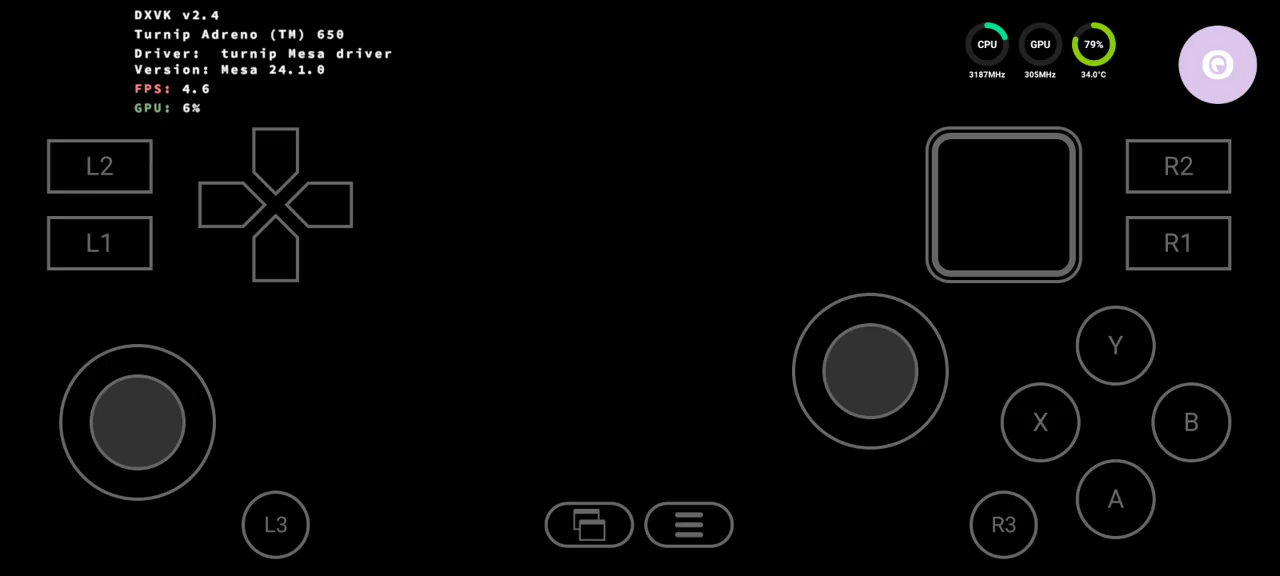 DXVK v2.4
Turnip Adreno (TM) 650
Driver: turnip Mesa driver
Version: Mesa 24.1.0
FPS: 4.6
GPU: 6%
CPU GPU 79%
3187MHz 305MHz 34.0°C
L2
R2
L1
R1
Y
X
B
A
L3
R3